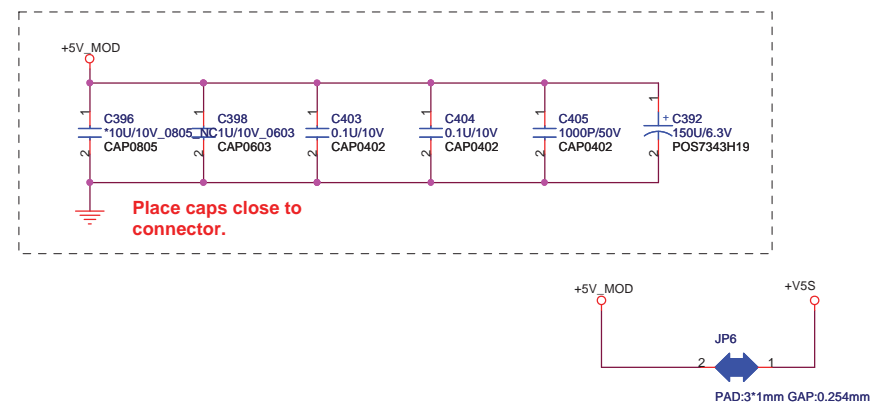 +5V_MOD
1
C396
*10U/10V_0805_NC
CAP0805
2
1
C398
1U/10V_0603
CAP0603
2
1
C403
0.1U/10V
CAP0402
2
1
C404
0.1U/10V
CAP0402
2
1
C405
1000P/50V
CAP0402
2
1
+
C392
150U/6.3V
POS7343H19
2
Place caps close to
connector.
+5V_MOD
+V5S
JP6
2
1
PAD:3*1mm GAP:0.254mm